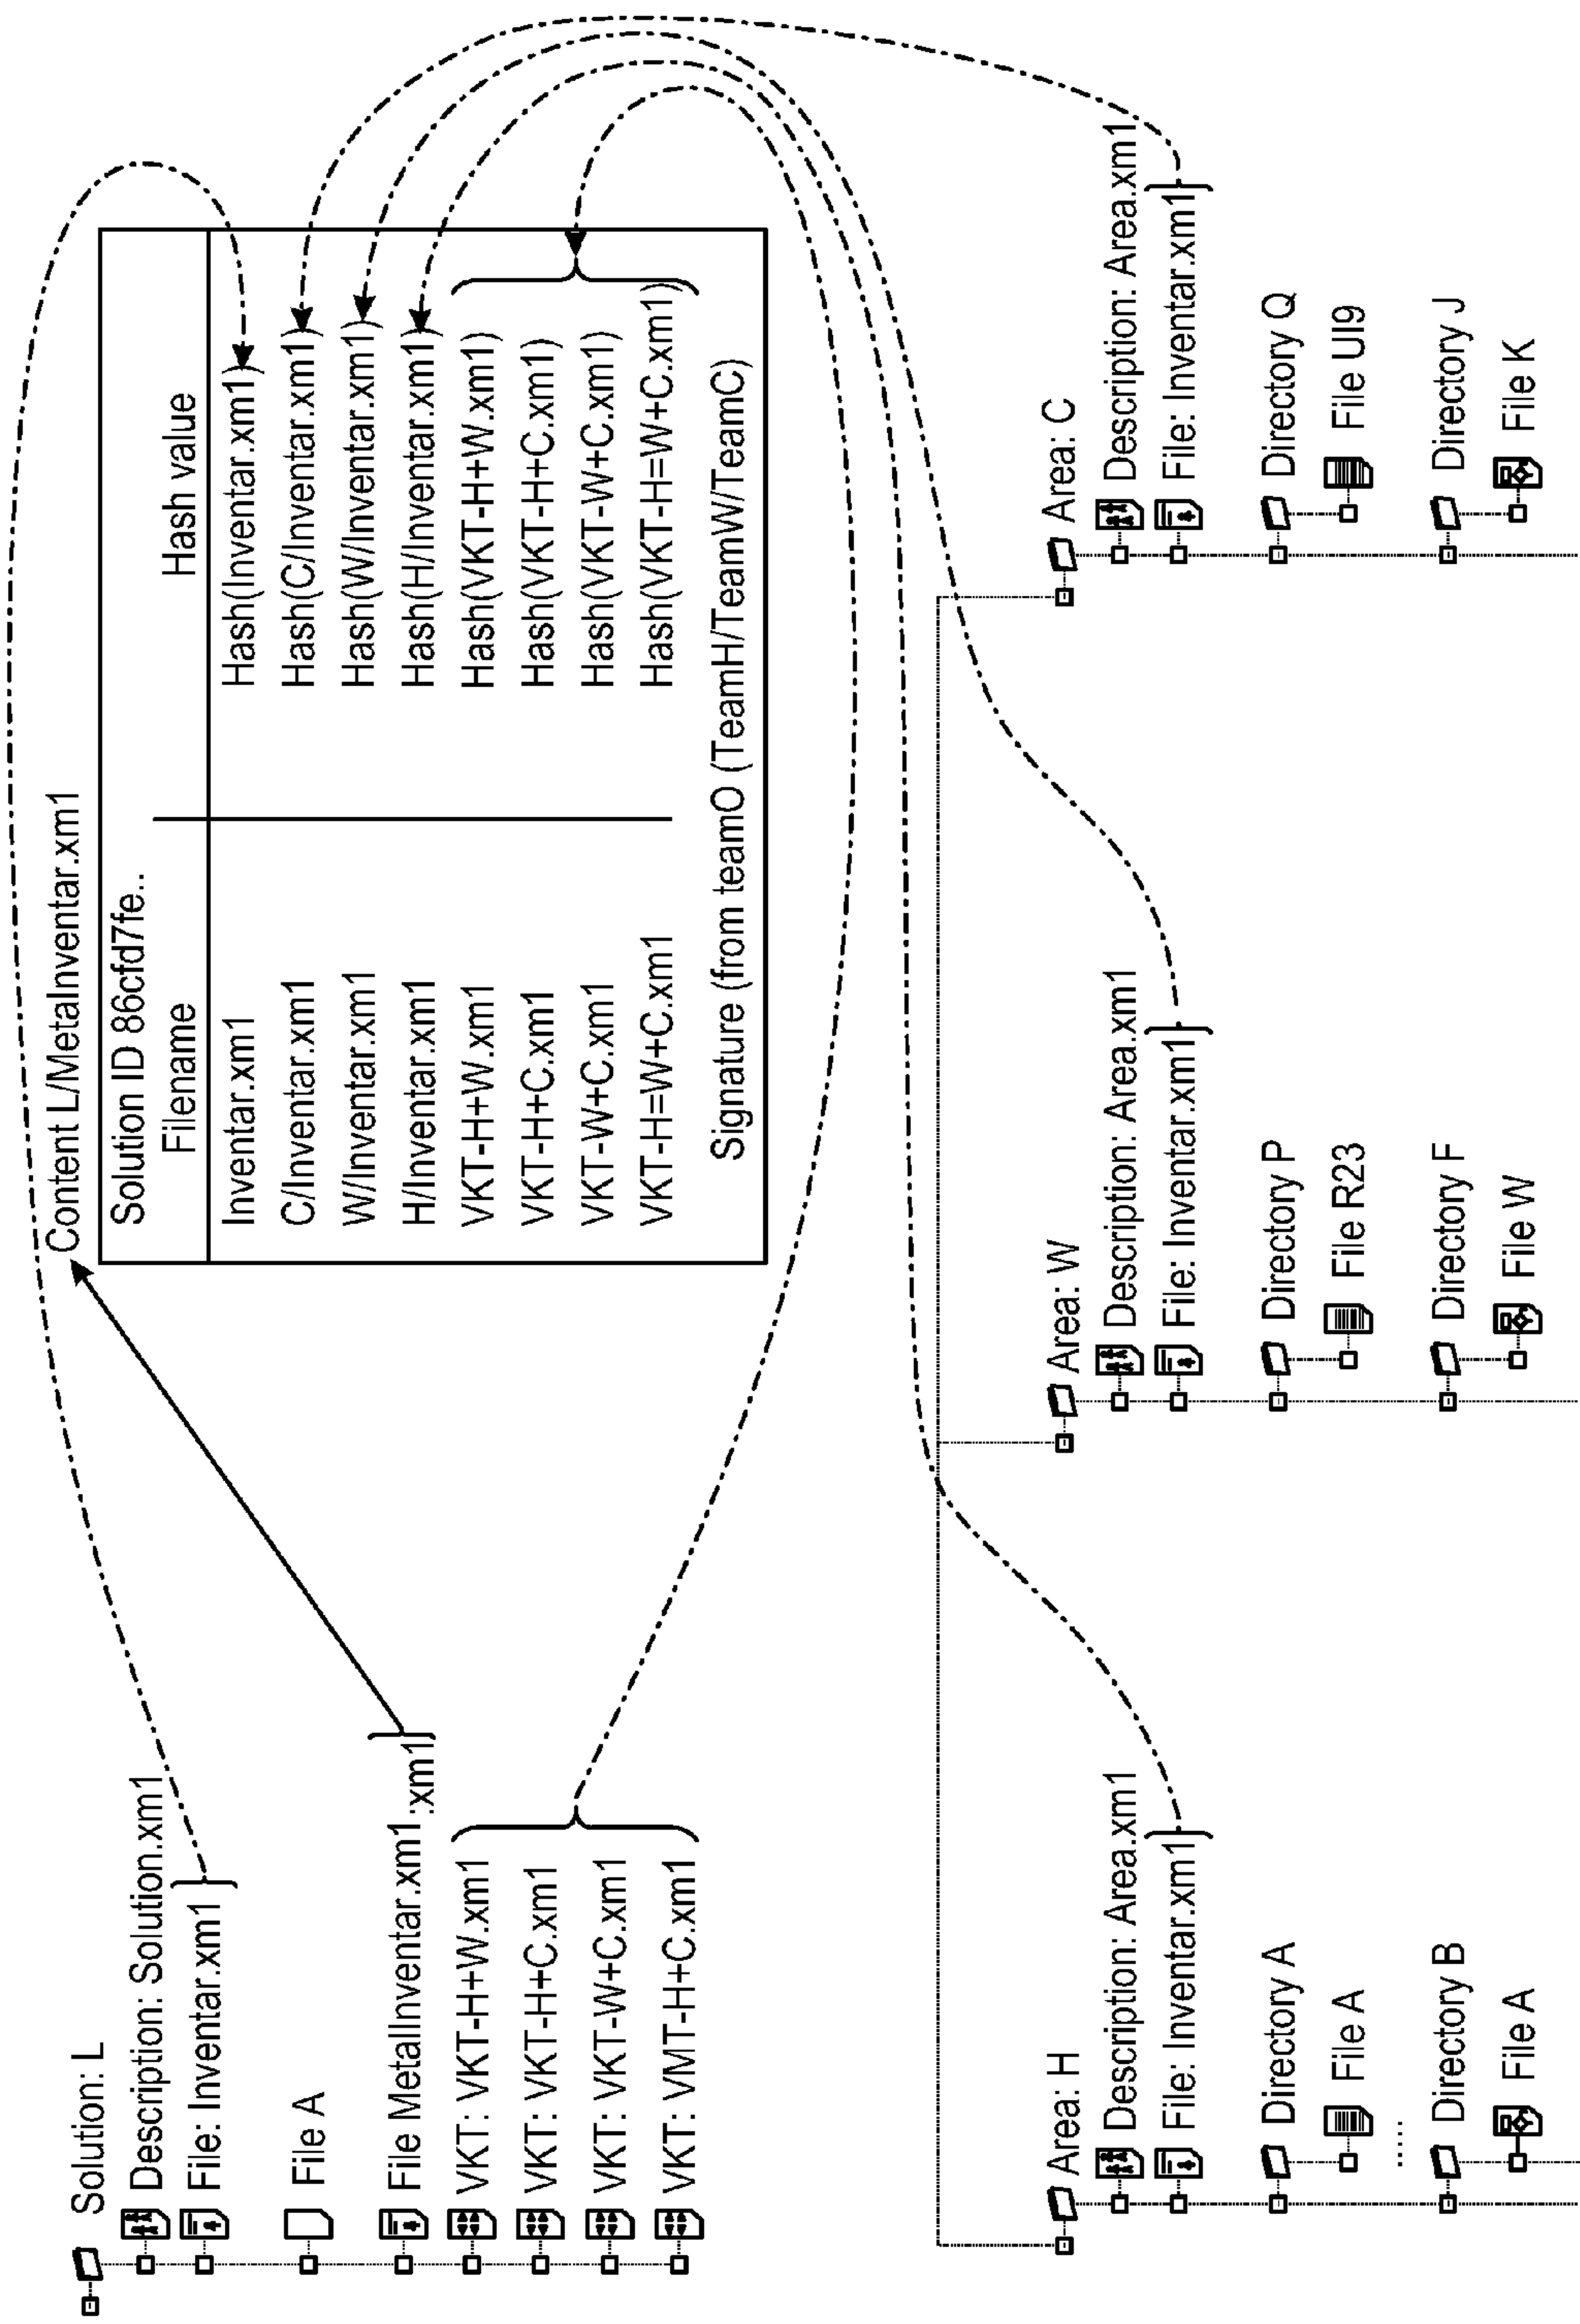 Solution: L
Description: Solution.xm1
File: Inventar.xm1
File A
File MetalInventar.xm1:xm1
VKT: VKT-H+W.xm1
VKT: VKT-H+C.xm1
VKT: VKT-W+C.xm1
VKT: VMT-H+C.xm1
Content L/MetaInventar.xm1
Solution ID 86cfd7fe..
Filename Hash value
Inventar.xm1 Hash(Inventar.xm1)
C/Inventar.xm1 Hash(C/Inventar.xm1)
W/Inventar.xm1 Hash(W/Inventar.xm1)
H/Inventar.xm1 Hash(H/Inventar.xm1)
VKT-H+W.xm1 Hash(VKT-H+W.xm1)
VKT-H+C.xm1 Hash(VKT-H+C.xm1)
VKT-W+C.xm1 Hash(VKT-W+C.xm1)
VKT-H=W+C.xm1 Hash(VKT-H=W+C.xm1)
Signature (from teamO (TeamH/TeamW/TeamC)
Area: H
Description: Area.xm1
File: Inventar.xm1
Directory A
File A
.....
Directory B
File A
Area: W
Description: Area.xm1
File: Inventar.xm1
Directory P
File R23
Directory F
File W
Area: C
Description: Area.xm1
File: Inventar.xm1
Directory Q
File UI9
Directory J
File K